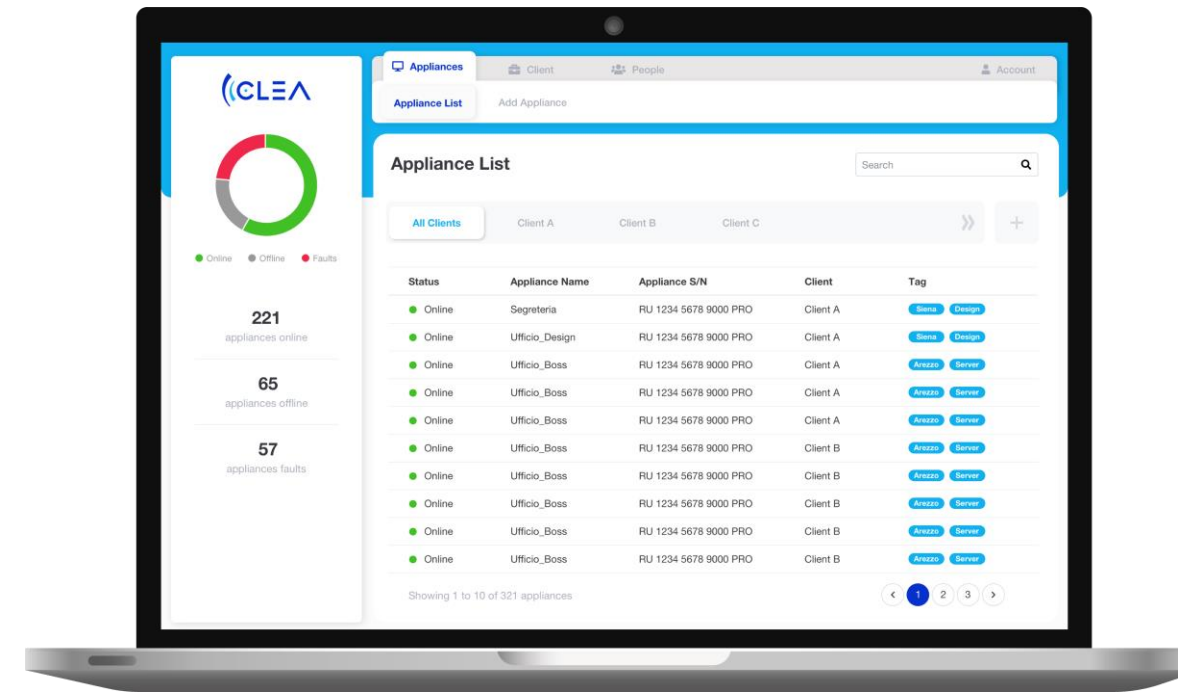 CLEA
Appliances Client People Account
Appliance List Add Appliance
Online Offline Faults
221
appliances online
65
appliances offline
57
appliances faults
Appliance List
Search
All Clients Client A Client B Client C
Status Appliance Name Appliance S/N Client Tag
Online Segreteria RU 1234 5678 9000 PRO Client A Siena Design
Online Ufficio_Design RU 1234 5678 9000 PRO Client A Siena Design
Online Ufficio_Boss RU 1234 5678 9000 PRO Client A Arezzo Server
Online Ufficio_Boss RU 1234 5678 9000 PRO Client A Arezzo Server
Online Ufficio_Boss RU 1234 5678 9000 PRO Client A Arezzo Server
Online Ufficio_Boss RU 1234 5678 9000 PRO Client B Arezzo Server
Online Ufficio_Boss RU 1234 5678 9000 PRO Client B Arezzo Server
Online Ufficio_Boss RU 1234 5678 9000 PRO Client B Arezzo Server
Online Ufficio_Boss RU 1234 5678 9000 PRO Client B Arezzo Server
Online Ufficio_Boss RU 1234 5678 9000 PRO Client B Arezzo Server
Showing 1 to 10 of 321 appliances
1 2 3